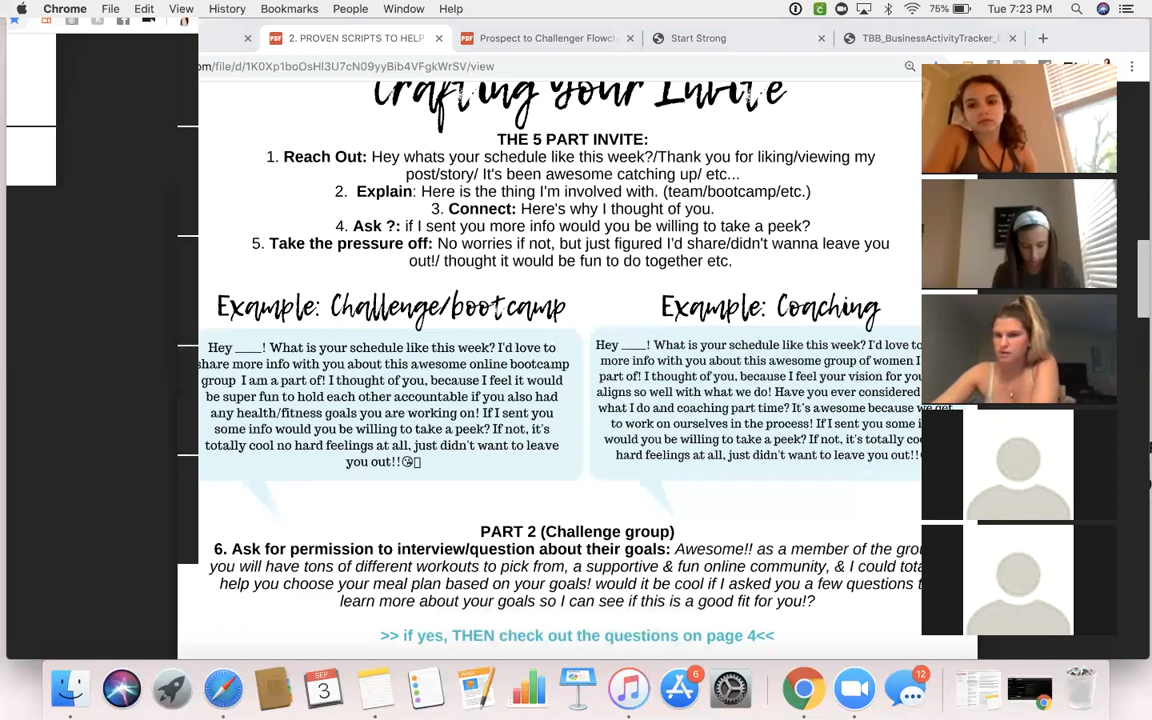 Chrome File Edit View History Bookmarks People Window Help 76% Tue 7:23 PM
2. PROVEN SCRIPTS TO HELP Prospect to Challenger Flowch Start Strong TBB_BusinessActivityTracker_E
om/file/d/1K0Xp1boOsHl3U7cN09yyBib4VFgkWrSV/view
Crafting Your Invite
THE 5 PART INVITE:
1. Reach Out: Hey whats your schedule like this week?/Thank you for liking/viewing my
post/story/ It's been awesome catching up/ etc...
2. Explain: Here is the thing I'm involved with. (team/bootcamp/etc.)
3. Connect: Here's why I thought of you.
4. Ask ?: if I sent you more info would you be willing to take a peek?
5. Take the pressure off: No worries if not, but just figured I'd share/didn't wanna leave you
out!/ thought it would be fun to do together etc.
Example: Challenge/bootcamp
Hey ____! What is your schedule like this week? I'd love to
share more info with you about this awesome online bootcamp
group I am a part of! I thought of you, because I feel it would
be super fun to hold each other accountable if you also had
any health/fitness goals you are working on! If I sent you
some info would you be willing to take a peek? If not, it's
totally cool no hard feelings at all, just didn't want to leave
you out!!😘
Example: Coaching
Hey ____! What is your schedule like this week? I'd love to
more info with you about this awesome group of women I
part of! I thought of you, because I feel your vision for you
aligns so well with what we do! Have you ever considered
what I do and coaching part time? It's awesome because we get
to work on ourselves in the process! If I sent you some i
would you be willing to take a peek? If not, it's totally coo
hard feelings at all, just didn't want to leave you out!!
PART 2 (Challenge group)
6. Ask for permission to interview/question about their goals: Awesome!! as a member of the grou
you will have tons of different workouts to pick from, a supportive & fun online community, & I could tota
help you choose your meal plan based on your goals! would it be cool if I asked you a few questions t
learn more about your goals so I can see if this is a good fit for you!?
>> if yes, THEN check out the questions on page 4<<
SEP
3
6
12